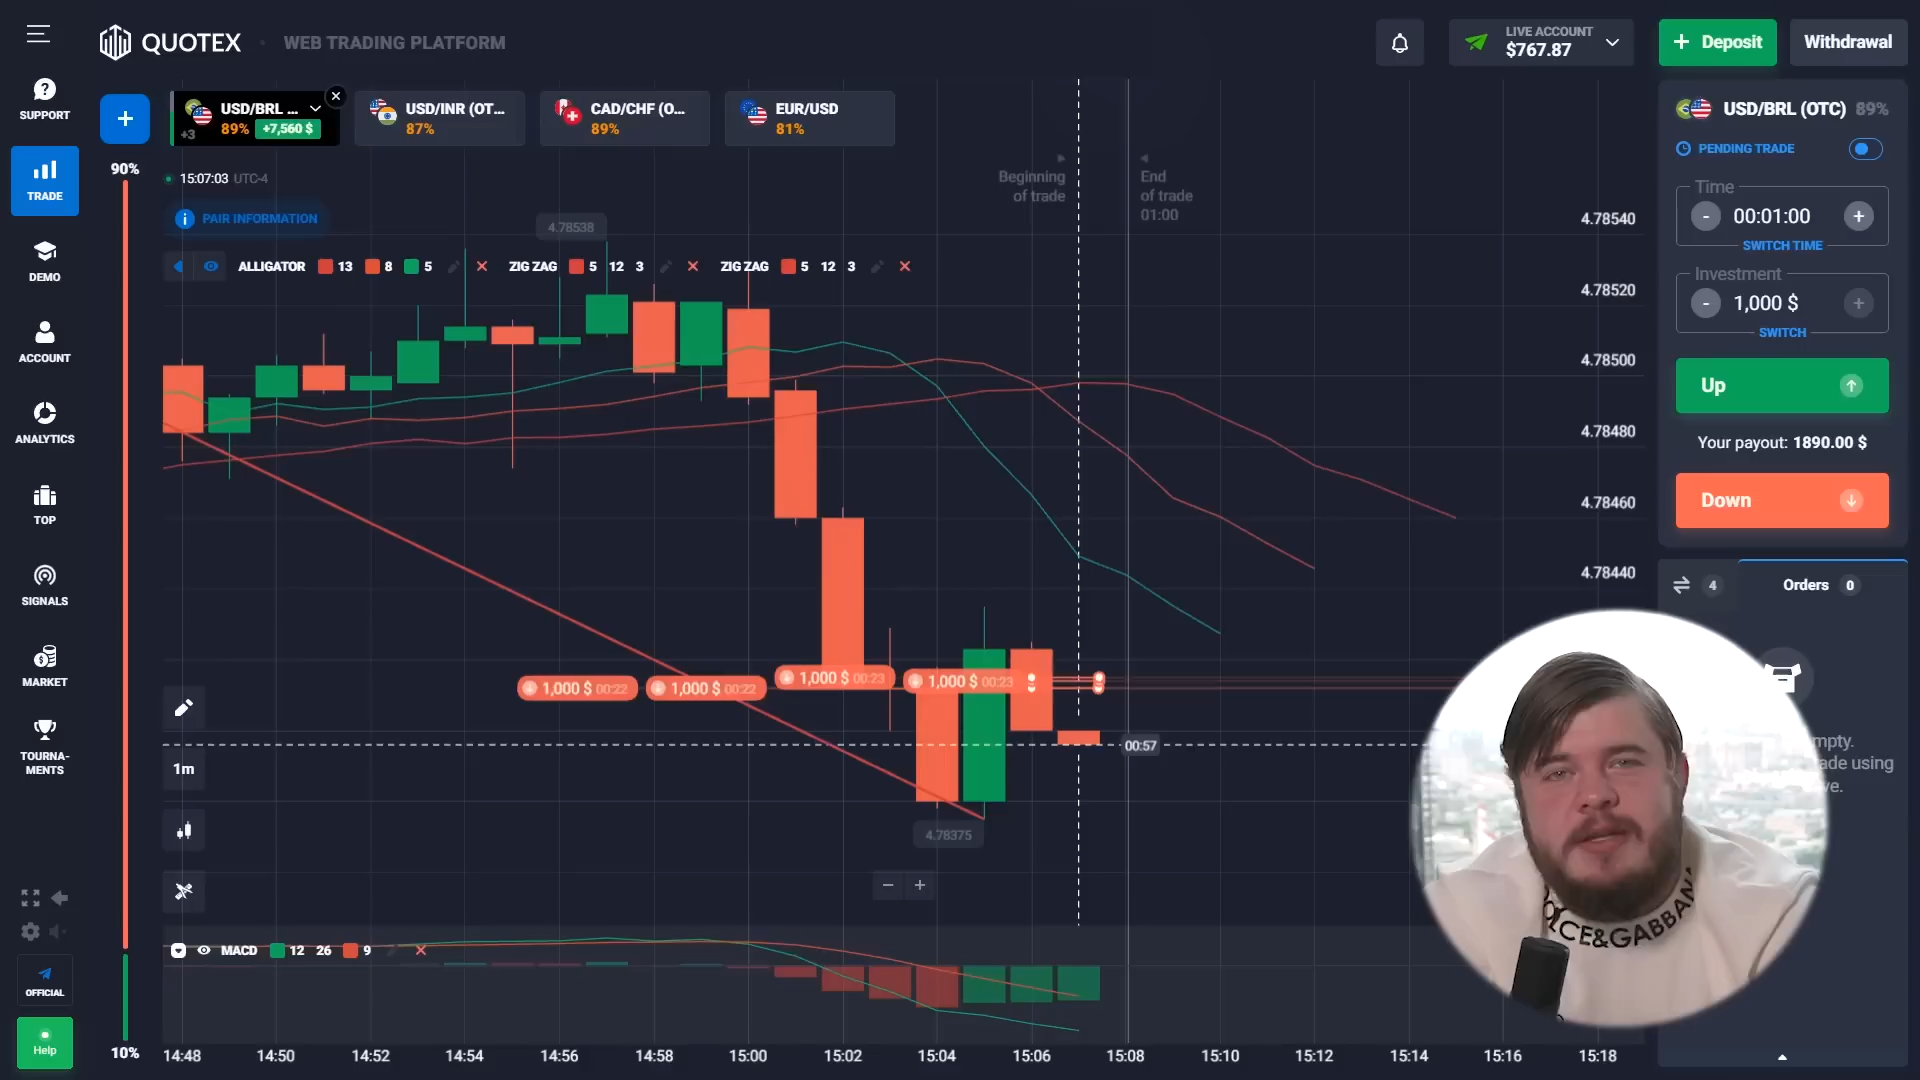 QUOTEX
WEB TRADING PLATFORM
LIVE ACCOUNT
$767.87
+ Deposit
Withdrawal
SUPPORT
TRADE
DEMO
ACCOUNT
ANALYTICS
TOP
SIGNALS
MARKET
TOURNA-
MENTS
OFFICIAL
Help
+
USD/BRL ...
+3
89% +7,560 $
USD/INR (OT...
87%
CAD/CHF (O...
89%
EUR/USD
81%
90%
10%
15:07:03 UTC-4
PAIR INFORMATION
Beginning
of trade
End
of trade
01:00
4.78538
ALLIGATOR 13 8 5
ZIG ZAG 5 12 3
ZIG ZAG 5 12 3
4.78540
4.78520
4.78500
4.78480
4.78460
4.78440
1,000 $ 00:22
1,000 $ 00:22
1,000 $ 00:23
1,000 $ 00:23
00:57
4.78375
1m
− +
MACD 12 26 9
14:48
14:50
14:52
14:54
14:56
14:58
15:00
15:02
15:04
15:06
15:08
15:10
15:12
15:14
15:16
15:18
USD/BRL (OTC) 89%
PENDING TRADE
Time
- 00:01:00 +
SWITCH TIME
Investment
- 1,000 $ +
SWITCH
Up
Your payout: 1890.00 $
Down
4
Orders 0
mpty.
ade using
ve.
LCE&GABBANA